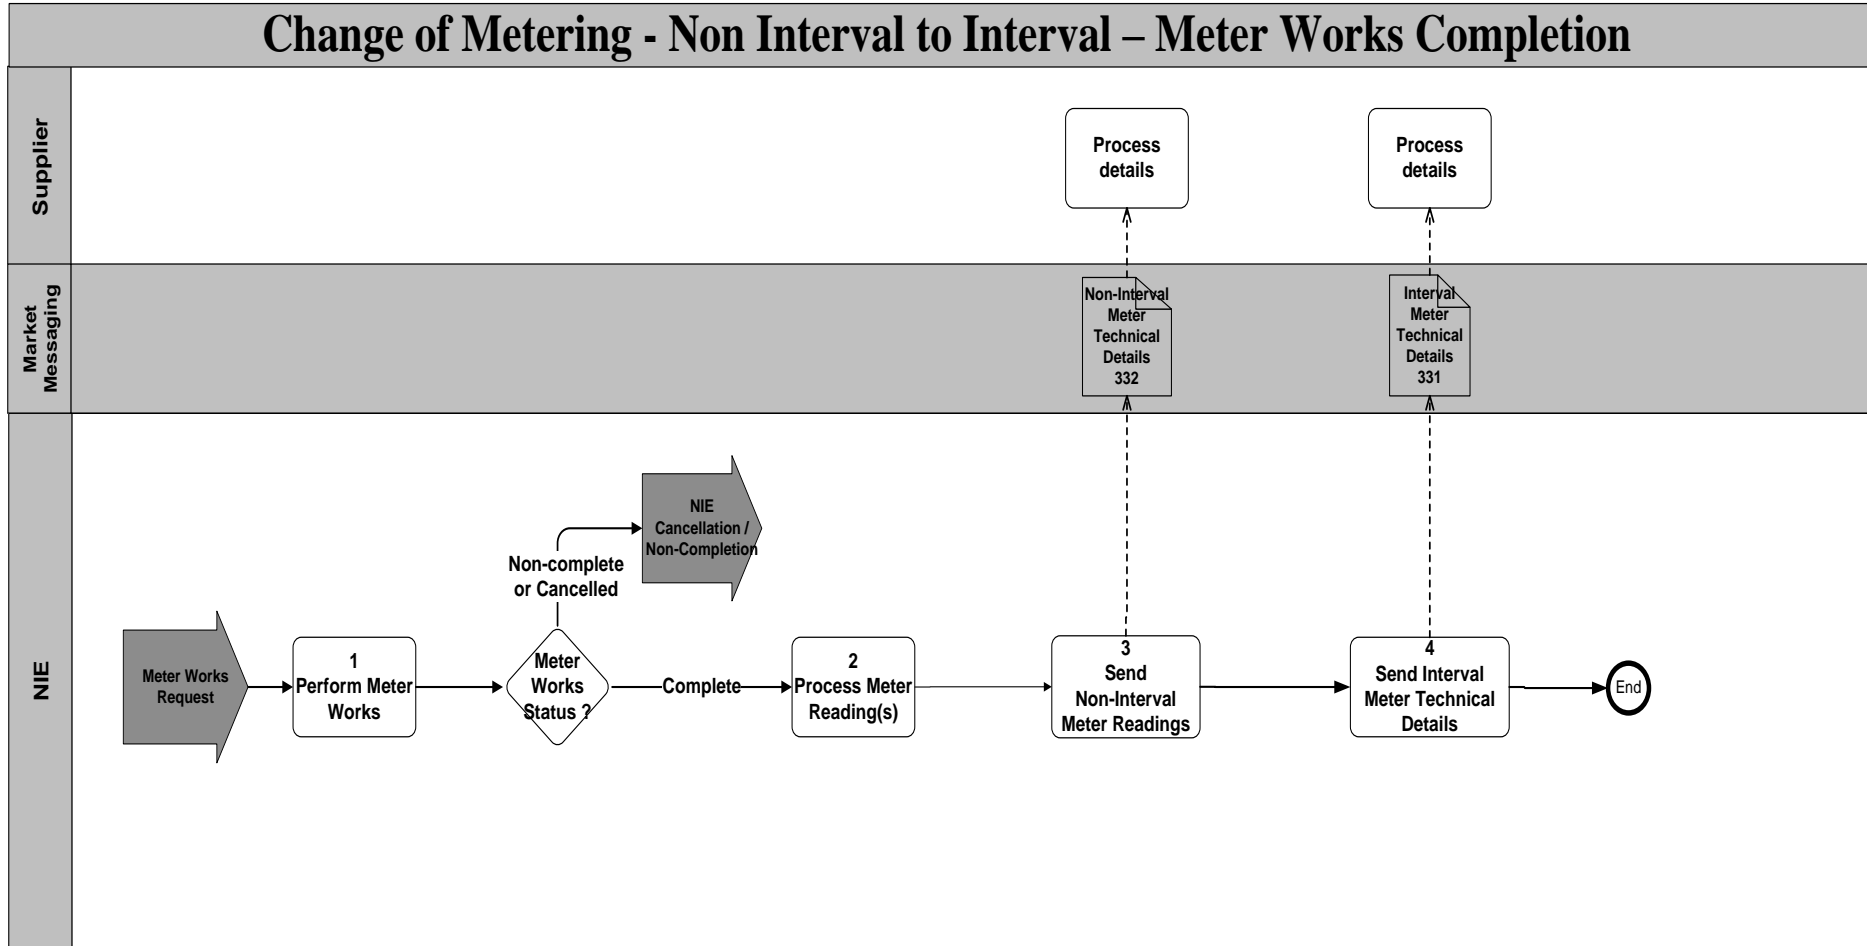 Change of Metering - Non Interval to Interval – Meter Works Completion
Supplier
Process
details
Process
details
Market
Messaging
Non-Interval
Meter
Technical
Details
332
Interval
Meter
Technical
Details
331
NIE
NIE
Cancellation /
Non-Completion
Non-complete
or Cancelled
Meter Works
Request
1
Perform Meter
Works
Meter
Works
Status ?
Complete
2
Process Meter
Reading(s)
3
Send
Non-Interval
Meter Readings
4
Send Interval
Meter Technical
Details
End